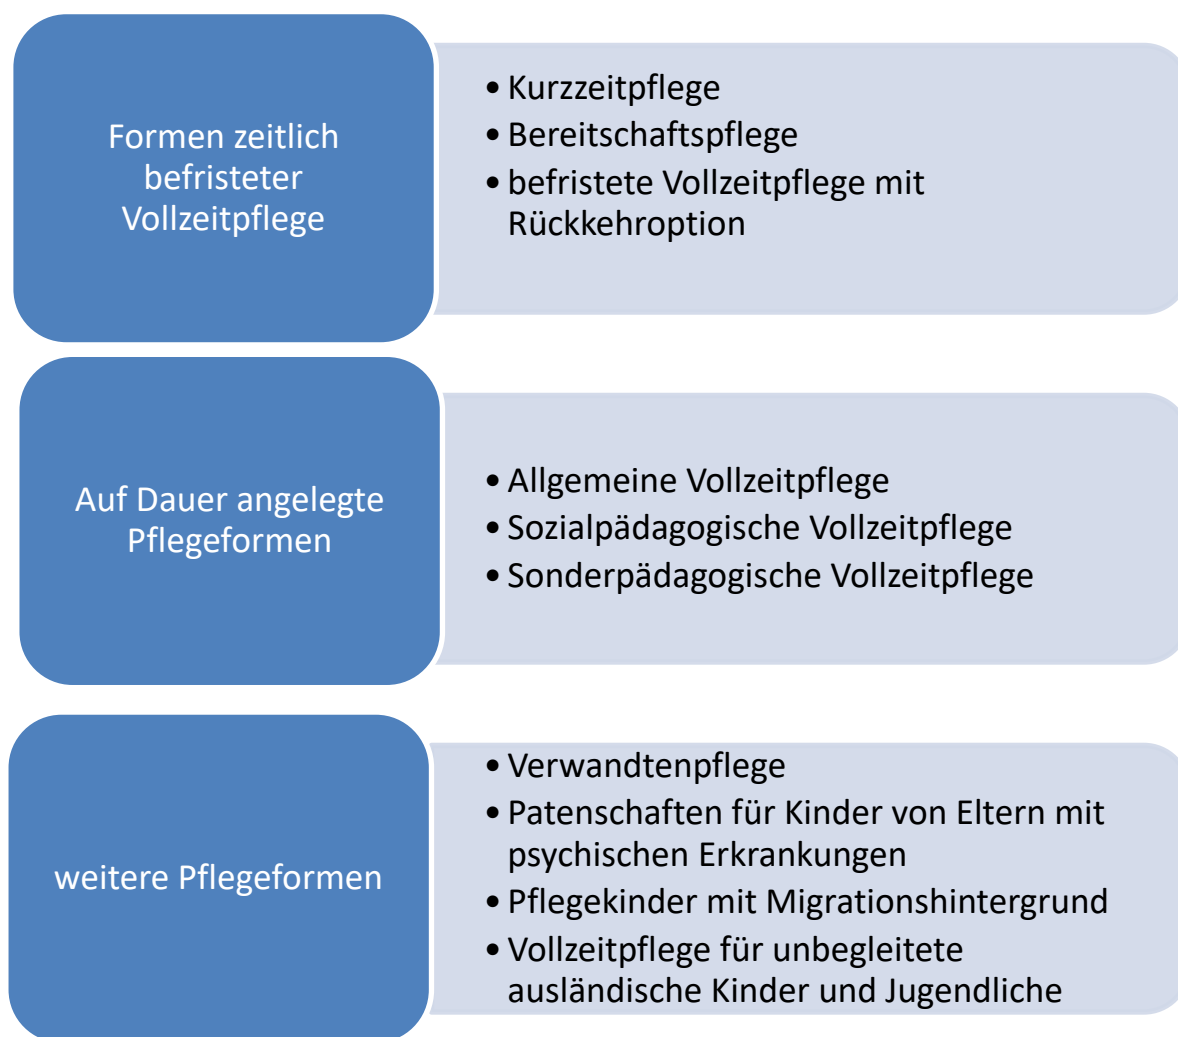 Formen zeitlich
befristeter
Vollzeitpflege
• Kurzzeitpflege
• Bereitschaftspflege
• befristete Vollzeitpflege mit
Rückkehroption
Auf Dauer angelegte
Pflegeformen
• Allgemeine Vollzeitpflege
• Sozialpädagogische Vollzeitpflege
• Sonderpädagogische Vollzeitpflege
weitere Pflegeformen
• Verwandtenpflege
• Patenschaften für Kinder von Eltern mit
psychischen Erkrankungen
• Pflegekinder mit Migrationshintergrund
• Vollzeitpflege für unbegleitete
ausländische Kinder und Jugendliche